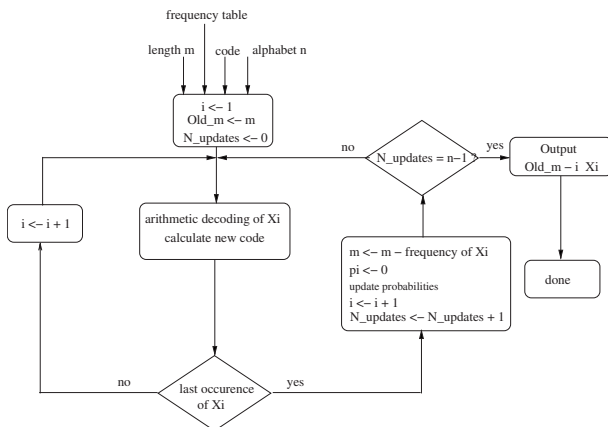 frequency table
length m
code
alphabet n
i <– 1
Old_m <– m
N_updates <– 0
no
N_updates = n–1 ?
yes
Output
Old_m – i Xi
i <– i + 1
arithmetic decoding of Xi
calculate new code
m <– m – frequency of Xi
pi <– 0
update probabilities
i <– i + 1
N_updates <– N_updates + 1
done
no
last occurence
of Xi
yes